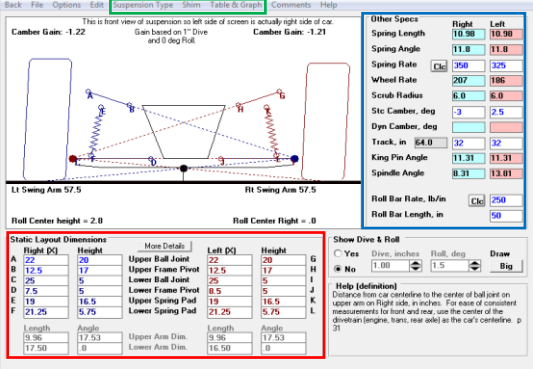 Back File Options Edit Suspension Type Shim Table & Graph Comments Help
This is front view of suspension so left side of screen is actually right side of car.
Camber Gain: -1.22 Gain based on 1" Dive Camber Gain: -1.21
and 0 deg Roll.
A B H G
E K
F D J L
Lt Swing Arm 57.5 Rt Swing Arm 57.5
Roll Center height = 2.8 Roll Center Right = .0
Other Specs
Right Left
Spring Length 10.98 10.98
Spring Angle 11.8 11.8
Spring Rate Clc 350 325
Wheel Rate 207 186
Scrub Radius 6.0 6.0
Stc Camber, deg -3 2.5
Dyn Camber, deg
Track, in 64.0 32 32
King Pin Angle 11.31 11.31
Spindle Angle 8.31 13.81
Roll Bar Rate, lb/in Clc 250
Roll Bar Length, in 50
Static Layout Dimensions
Right (X) Height More Details Left (X) Height
A 22 20 Upper Ball Joint 22 20 G
B 12.5 17 Upper Frame Pivot 12.5 17 H
C 25 5 Lower Ball Joint 25 5 I
D 7.5 5 Lower Frame Pivot 8.5 5 J
E 19 16.5 Upper Spring Pad 19 16.5 K
F 21.25 5.75 Lower Spring Pad 21.25 5.75 L
Length Angle Length Angle
9.96 17.53 Upper Arm Dim. 9.96 17.53
17.50 .0 Lower Arm Dim. 16.50 .0
Show Dive & Roll
Yes Dive, inches Roll, deg Draw
No 1.00 1.5 Big
Help (definition)
Distance from car centerline to the center of ball joint on
upper arm on Right side, in inches. For ease of consistent
measurements for front and rear, use the center of the
drivetrain (engine, trans, rear axle) as the car's centerline. p
31